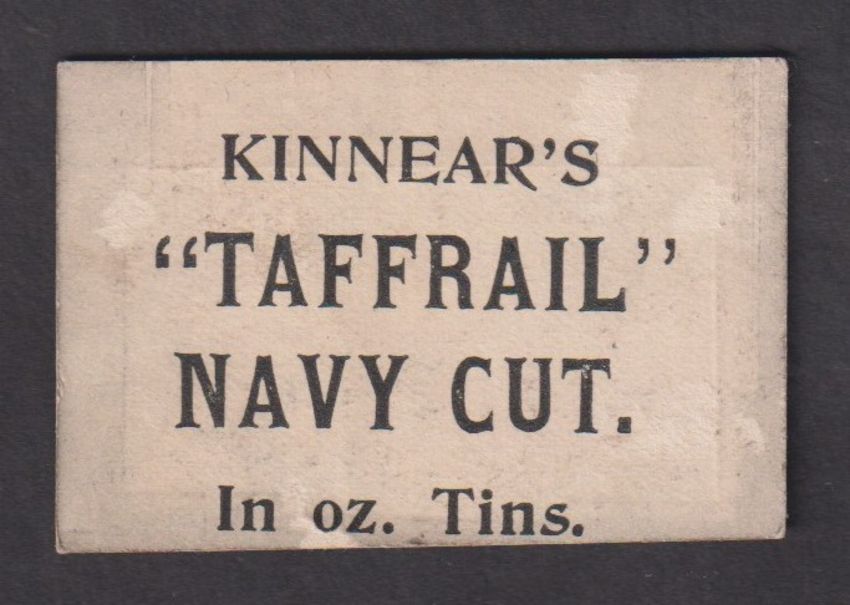 KINNEAR'S
“TAFFRAIL”
NAVY CUT.
In oz. Tins.